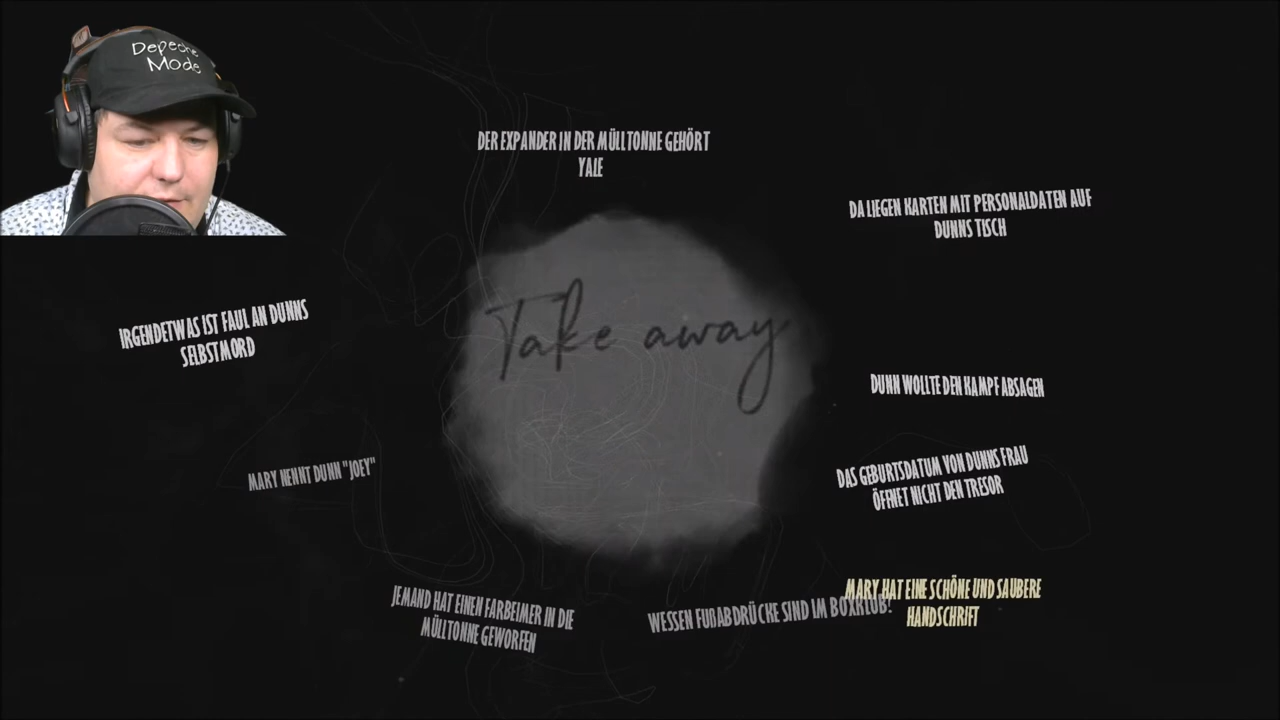 Depeche
Mode
DER EXPANDER IN DER MÜLLTONNE GEHÖRT
YALE
DA LIEGEN KARTEN MIT PERSONALDATEN AUF
DUNNS TISCH
Take away
IRGENDETWAS IST FAUL AN DUNNS
SELBSTMORD
DUNN WOLLTE DEN KAMPF ABSAGEN
MARY NENNT DUNN "JOEY"
DAS GEBURTSDATUM VON DUNNS FRAU
ÖFFNET NICHT DEN TRESOR
JEMAND HAT EINEN FARBEIMER IN DIE
MÜLLTONNE GEWORFEN
WESSEN FUßABDRÜCKE SIND IM BOXKLUB?
MARY HAT EINE SCHÖNE UND SAUBERE
HANDSCHRIFT